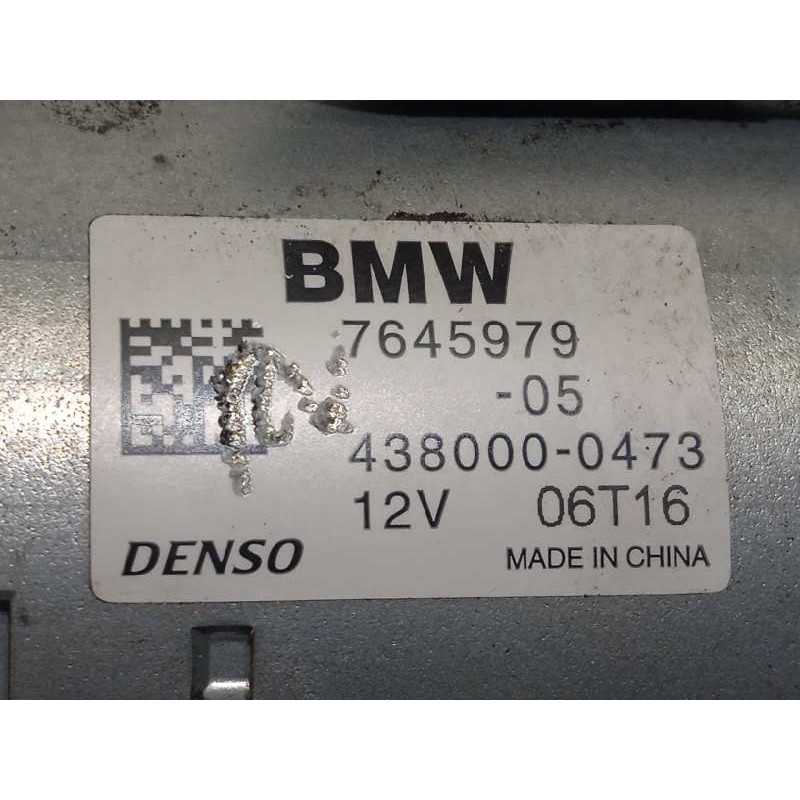 BMW
7645979
-05
438000-0473
12V 06T16
DENSO MADE IN CHINA